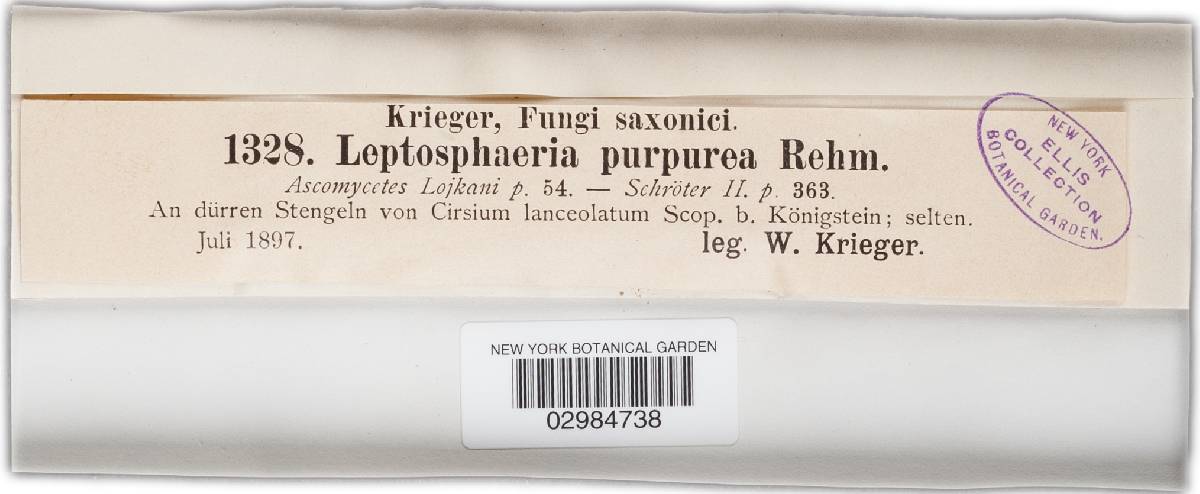 Krieger, Fungi saxonici.
1328. Leptosphaeria purpurea Rehm.
Ascomycetes Lojkani p. 54. — Schröter II. p. 363.
An dürren Stengeln von Cirsium lanceolatum Scop. b. Königstein; selten.
Juli 1897.
leg. W. Krieger.
NEW YORK
ELLIS
COLLECTION
BOTANICAL GARDEN.
NEW YORK BOTANICAL GARDEN
02984738